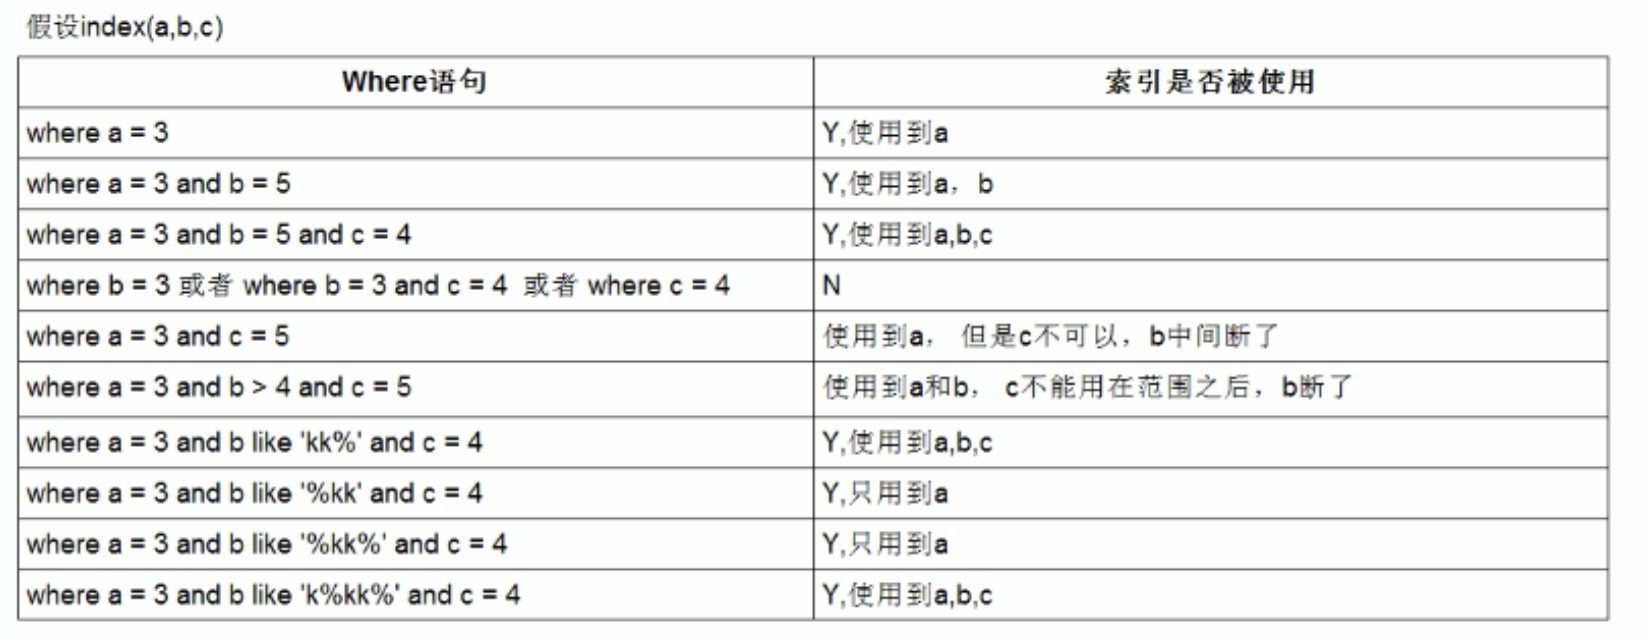 假设index(a,b,c)
Where语句 索引是否被使用
where a = 3 Y,使用到a
where a = 3 and b = 5 Y,使用到a，b
where a = 3 and b = 5 and c = 4 Y,使用到a,b,c
where b = 3 或者 where b = 3 and c = 4 或者 where c = 4 N
where a = 3 and c = 5 使用到a， 但是c不可以，b中间断了
where a = 3 and b > 4 and c = 5 使用到a和b， c不能用在范围之后，b断了
where a = 3 and b like 'kk%' and c = 4 Y,使用到a,b,c
where a = 3 and b like '%kk' and c = 4 Y,只用到a
where a = 3 and b like '%kk%' and c = 4 Y,只用到a
where a = 3 and b like 'k%kk%' and c = 4 Y,使用到a,b,c